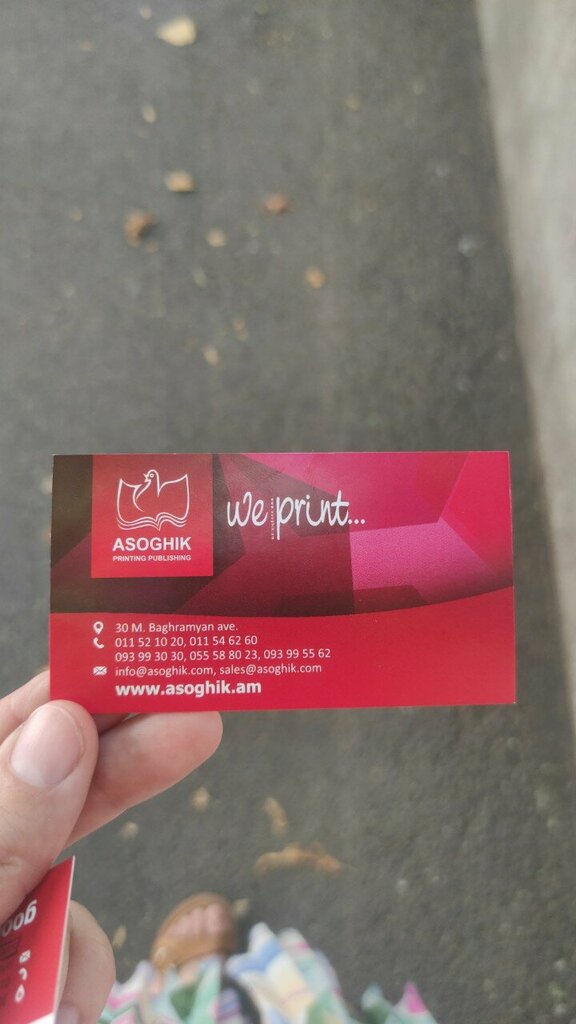 ASOGHIK
PRINTING PUBLISHING
we print...
30 M. Baghramyan ave.
011 52 10 20, 011 54 62 60
093 99 30 30, 055 58 80 23, 093 99 55 62
info@asoghik.com, sales@asoghik.com
www.asoghik.am
goo